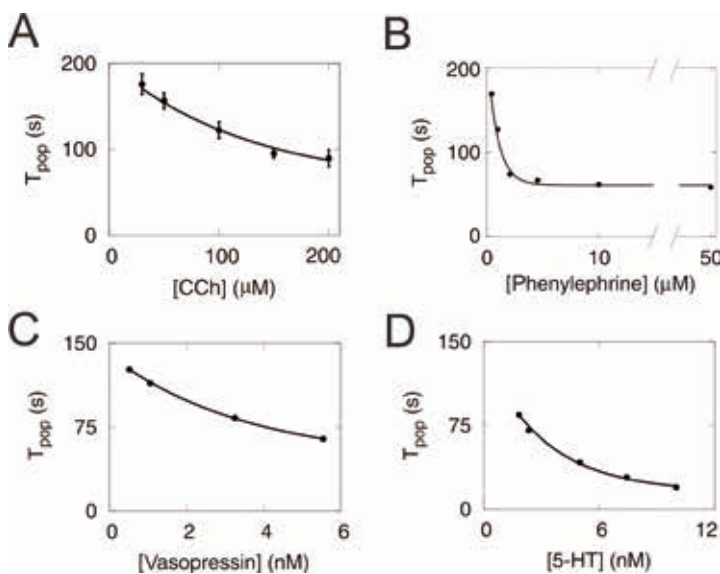 A
200
100
0
T_pop (s)
0 100 200
[CCh] (μM)
B
200
100
0
T_pop (s)
0 10 50
[Phenylephrine] (μM)
C
150
75
0
T_pop (s)
0 2 4 6
[Vasopressin] (nM)
D
150
75
0
T_pop (s)
0 6 12
[5-HT] (nM)